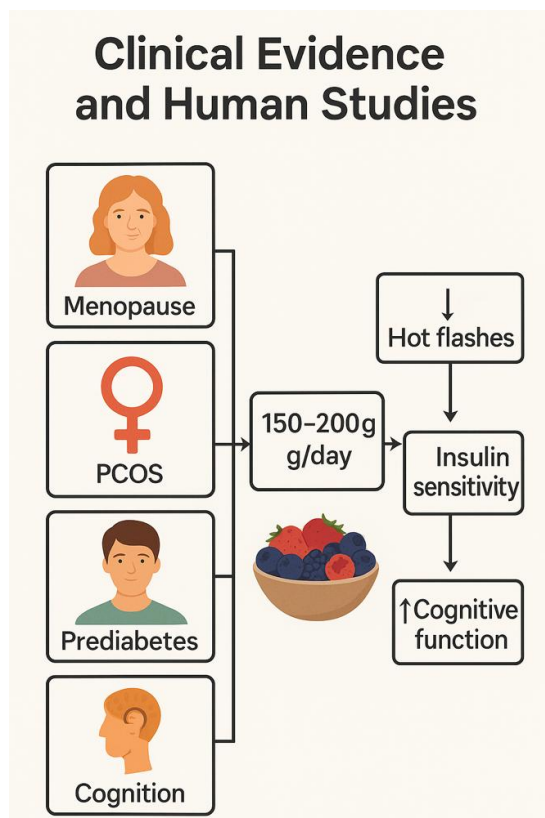 Clinical Evidence
and Human Studies
Menopause
PCOS
Prediabetes
Cognition
150–200g
g/day
↓
Hot flashes
Insulin
sensitivity
↑Cognitive
function